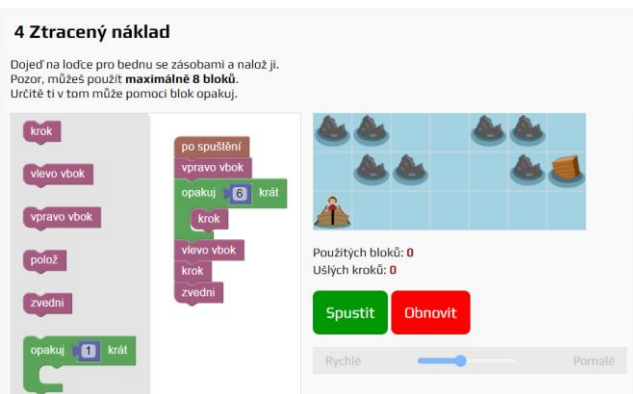 4 Ztracený náklad
Dojeď na loďce pro bednu se zásobami a nalož ji.
Pozor, můžeš použít maximálně 8 bloků.
Určitě ti v tom může pomoci blok opakuj.
krok
vlevo vbok
vpravo vbok
polož
zvedni
opakuj 1 krát
po spuštění
vpravo vbok
opakuj 6 krát
krok
vlevo vbok
krok
zvedni
Použitých bloků: 0
Ušlých kroků: 0
Spustit Obnovit
Rychlé Pomalé